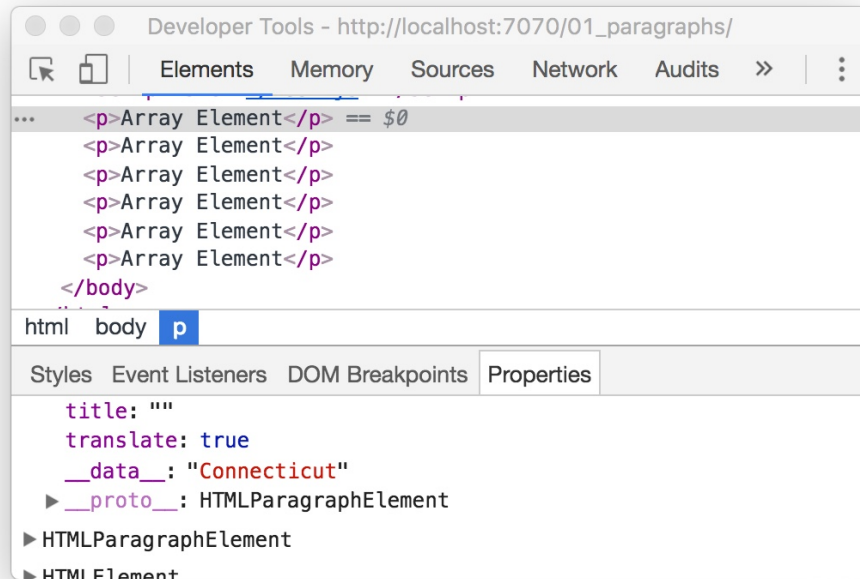 Developer Tools - http://localhost:7070/01_paragraphs/
Elements Memory Sources Network Audits »
... <p>Array Element</p> == $0
<p>Array Element</p>
<p>Array Element</p>
<p>Array Element</p>
<p>Array Element</p>
<p>Array Element</p>
</body>
html body p
Styles Event Listeners DOM Breakpoints Properties
title: ""
translate: true
__data__: "Connecticut"
▶ __proto__: HTMLParagraphElement
▶ HTMLParagraphElement
▶ HTMLElement